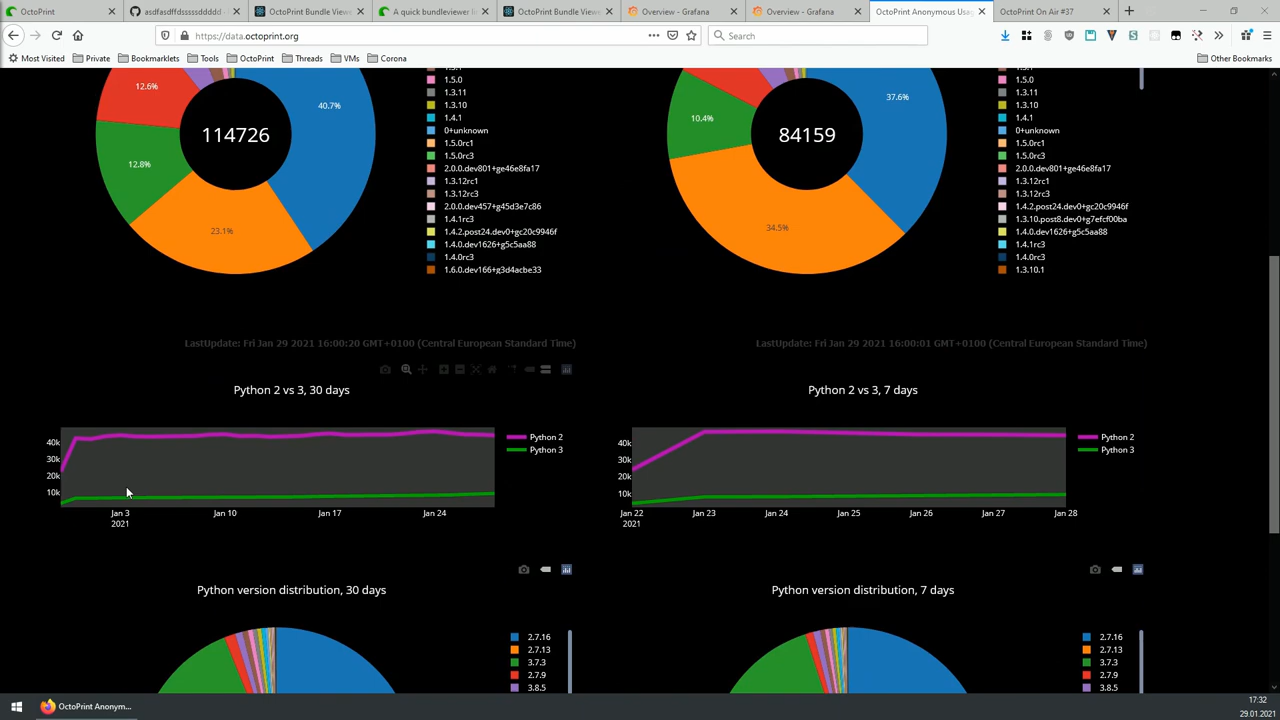 OctoPrint
asdfasdffdsssssddddd
OctoPrint Bundle View
A quick bundleviewer
OctoPrint Bundle View
Overview - Grafana
Overview - Grafana
OctoPrint Anonymous Usa
OctoPrint On Air #37
https://data.octoprint.org
Search
Most Visited
Private
Bookmarklets
Tools
OctoPrint
Threads
VMs
Corona
Other Bookmarks
12.6%
40.7%
12.8%
23.1%
114726
1.5.0
1.3.11
1.3.10
1.4.1
0+unknown
1.5.0rc1
1.5.0rc3
2.0.0.dev801+ge46e8fa17
1.3.12rc1
1.3.12rc3
2.0.0.dev457+g45d3e7c86
1.4.1rc3
1.4.2.post24.dev0+gc20c9946f
1.4.0.dev1626+g5c5aa88
1.4.0rc3
1.6.0.dev166+g3d4acbe33
37.6%
10.4%
34.5%
84159
1.5.0
1.3.11
1.3.10
1.4.1
0+unknown
1.5.0rc1
1.5.0rc3
2.0.0.dev801+ge46e8fa17
1.3.12rc1
1.3.12rc3
1.4.2.post24.dev0+gc20c9946f
1.3.10.post8.dev0+g7efcf00ba
1.4.0.dev1626+g5c5aa88
1.4.1rc3
1.4.0rc3
1.3.10.1
LastUpdate: Fri Jan 29 2021 16:00:20 GMT+0100 (Central European Standard Time)
LastUpdate: Fri Jan 29 2021 16:00:01 GMT+0100 (Central European Standard Time)
Python 2 vs 3, 30 days
40k
30k
20k
10k
Jan 3
2021
Jan 10
Jan 17
Jan 24
Python 2
Python 3
Python 2 vs 3, 7 days
40k
30k
20k
10k
Jan 22
2021
Jan 23
Jan 24
Jan 25
Jan 26
Jan 27
Jan 28
Python 2
Python 3
Python version distribution, 30 days
2.7.16
2.7.13
3.7.3
2.7.9
3.8.5
Python version distribution, 7 days
2.7.16
2.7.13
3.7.3
2.7.9
3.8.5
OctoPrint Anonym...
17:32
29.01.2021